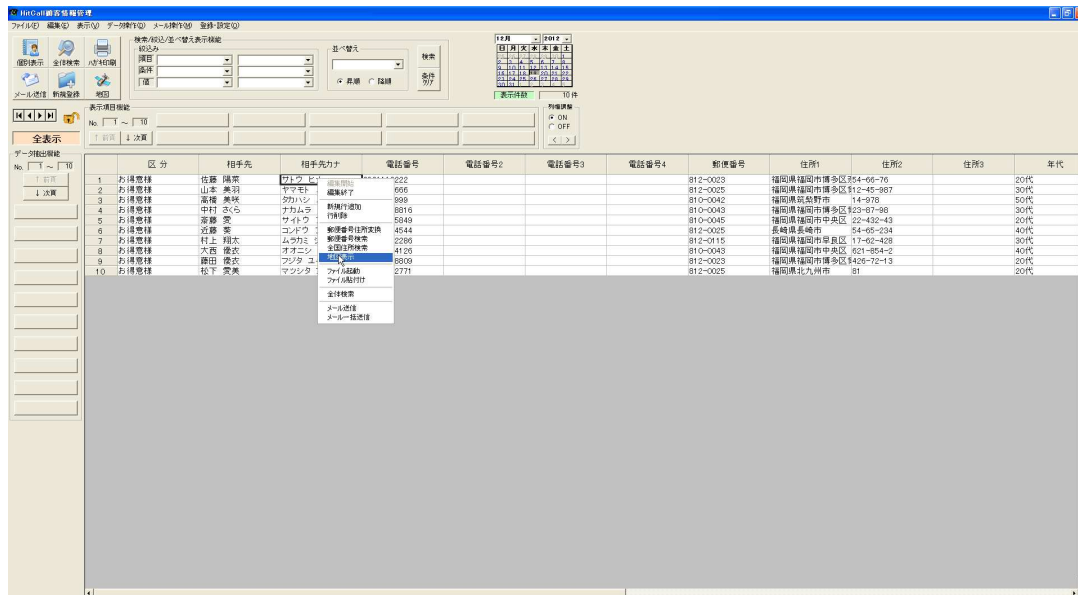 HitCall顧客情報管理
ファイル(F) 編集(E) 表示(V) データ操作(D) メール操作(M) 登録・設定(O)
個別表示 全体検索 ハガキ印刷
メール送信 新規登録 地図
検索/絞込/並べ替え表示機能
絞込み
項目
条件
値
並べ替え
昇順 降順
検索
条件クリア
12月 2012
日 月 火 水 木 金 土
表示件数 10 件
全表示
表示項目機能
No. 1 ～ 10
↑ 前頁 ↓ 次頁
列幅調整
ON
OFF
< >
データ抽出機能
No. 1 ～ 10
↑ 前頁
↓ 次頁
区 分 相手先 相手先カナ 電話番号 電話番号2 電話番号3 電話番号4 郵便番号 住所1 住所2 住所3 年代
1 お得意様 佐藤 陽菜 サトウ 222 812-0023 福岡県福岡市博多区 54-66-76 20代
2 お得意様 山本 美羽 ヤマモト 666 812-0025 福岡県福岡市博多区 12-45-987 30代
3 お得意様 高橋 美咲 タカハシ 999 810-0042 福岡県筑紫野市 14-978 50代
4 お得意様 中村 さくら ナカムラ 8816 810-0043 福岡県福岡市博多区 23-87-98 30代
5 お得意様 斎藤 愛 サイトウ 5849 810-0045 福岡県福岡市中央区 22-432-43 20代
6 お得意様 近藤 葵 コンドウ 4544 812-0025 長崎県長崎市 54-65-234 40代
7 お得意様 村上 翔太 ムラカミ 2286 812-0115 福岡県福岡市早良区 17-62-428 30代
8 お得意様 大西 優衣 オオニシ 4126 810-0043 福岡県福岡市中央区 621-854-2 40代
9 お得意様 藤田 優衣 フジタ ユ 8809 812-0023 福岡県福岡市博多区 426-72-13 20代
10 お得意様 松下 愛美 マツシタ 2771 812-0025 福岡県北九州市 81 20代
編集開始
編集終了
新規行追加
行削除
郵便番号住所変換
郵便番号検索
全国住所検索
地図表示
ファイル起動
ファイル貼付け
全体検索
メール送信
メール一括送信